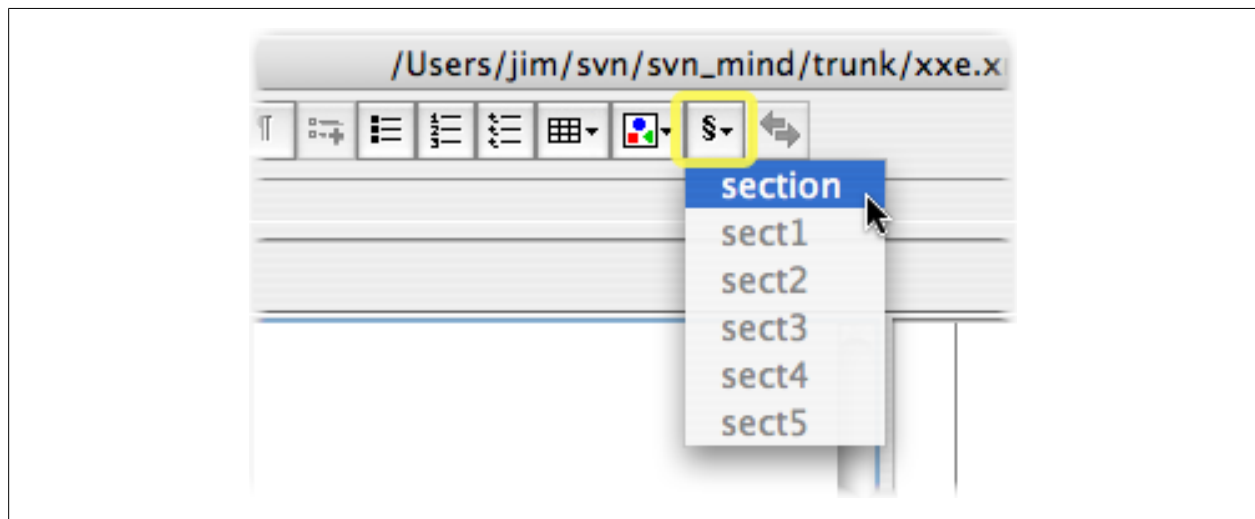 /Users/jim/svn/svn_mind/trunk/xxe.x
¶
§
section
sect1
sect2
sect3
sect4
sect5